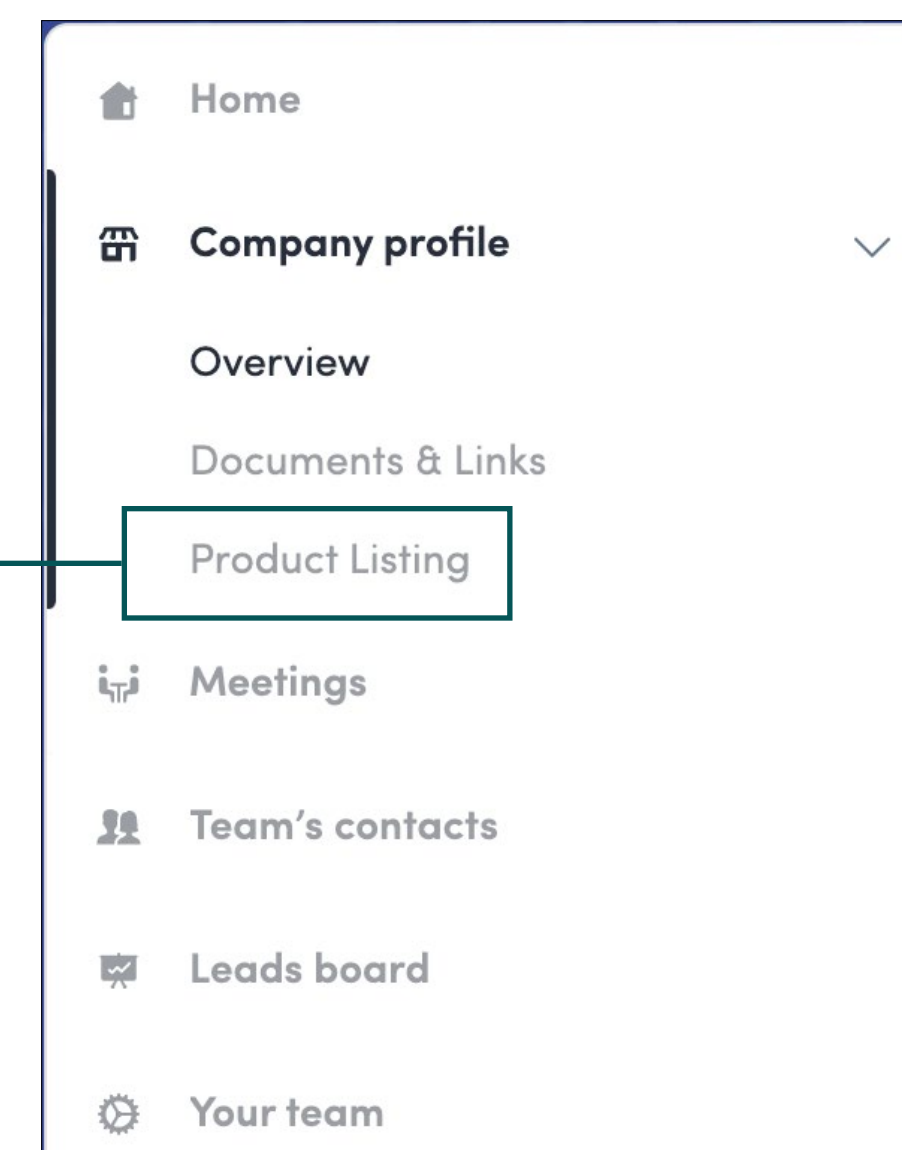 Home
Company profile
Overview
Documents & Links
Product Listing
Meetings
Team’s contacts
Leads board
Your team